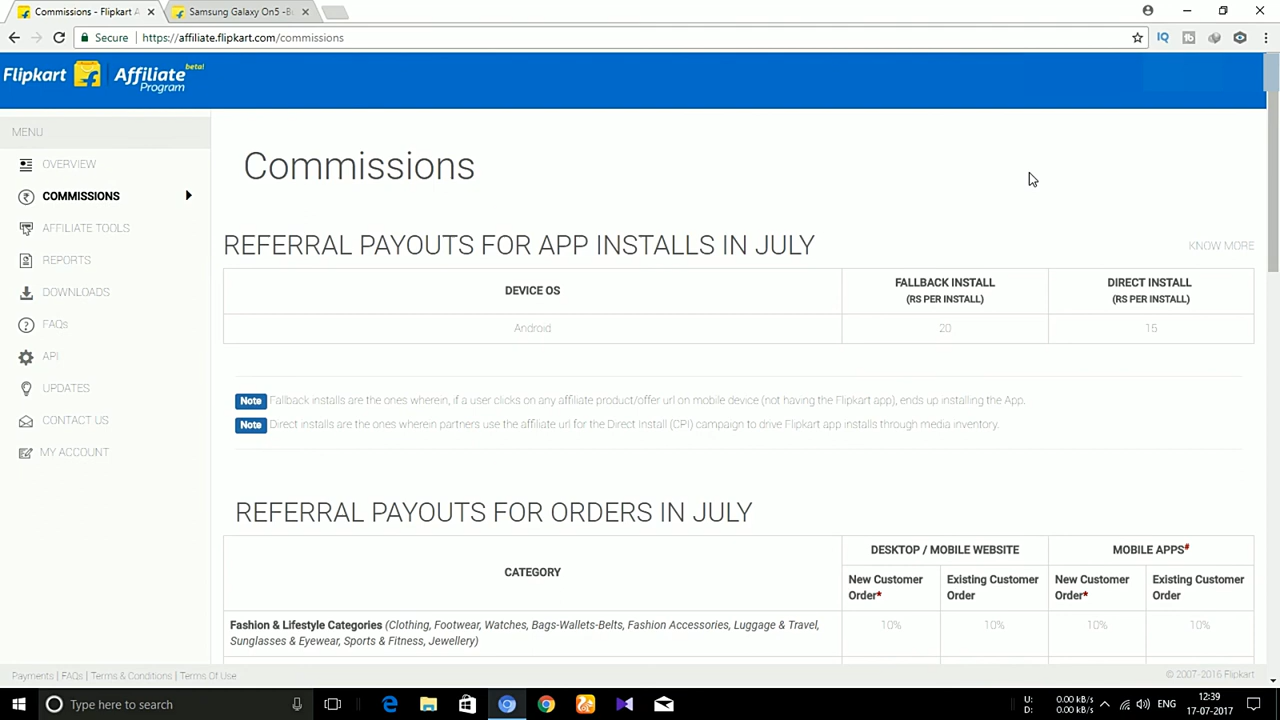 Commissions - Flipkart A
Samsung Galaxy On5 -B
Secure
https://affiliate.flipkart.com/commissions
Flipkart Affiliate Program beta!
MENU
OVERVIEW
COMMISSIONS
AFFILIATE TOOLS
REPORTS
DOWNLOADS
FAQs
API
UPDATES
CONTACT US
MY ACCOUNT
Commissions
REFERRAL PAYOUTS FOR APP INSTALLS IN JULY
KNOW MORE
DEVICE OS
FALLBACK INSTALL
(RS PER INSTALL)
DIRECT INSTALL
(RS PER INSTALL)
Android 20 15
Note Fallback installs are the ones wherein, if a user clicks on any affiliate product/offer url on mobile device (not having the Flipkart app), ends up installing the App.
Note Direct installs are the ones wherein partners use the affiliate url for the Direct Install (CPI) campaign to drive Flipkart app installs through media inventory.
REFERRAL PAYOUTS FOR ORDERS IN JULY
CATEGORY
DESKTOP / MOBILE WEBSITE
MOBILE APPS#
New Customer
Order*
Existing Customer
Order
New Customer
Order*
Existing Customer
Order
Fashion & Lifestyle Categories (Clothing, Footwear, Watches, Bags-Wallets-Belts, Fashion Accessories, Luggage & Travel,
Sunglasses & Eyewear, Sports & Fitness, Jewellery)
10% 10% 10% 10%
Payments | FAQs | Terms & Conditions | Terms Of Use
© 2007-2016 Flipkart
Type here to search
U: 0.00 kB/s
D: 0.00 kB/s
ENG
12:39
17-07-2017